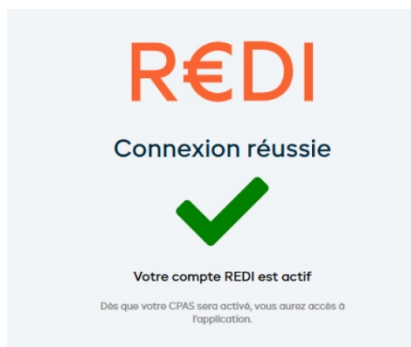 R€DI
Connexion réussie
Votre compte REDI est actif
Dès que votre CPAS sera activé, vous aurez accès à
l'application.